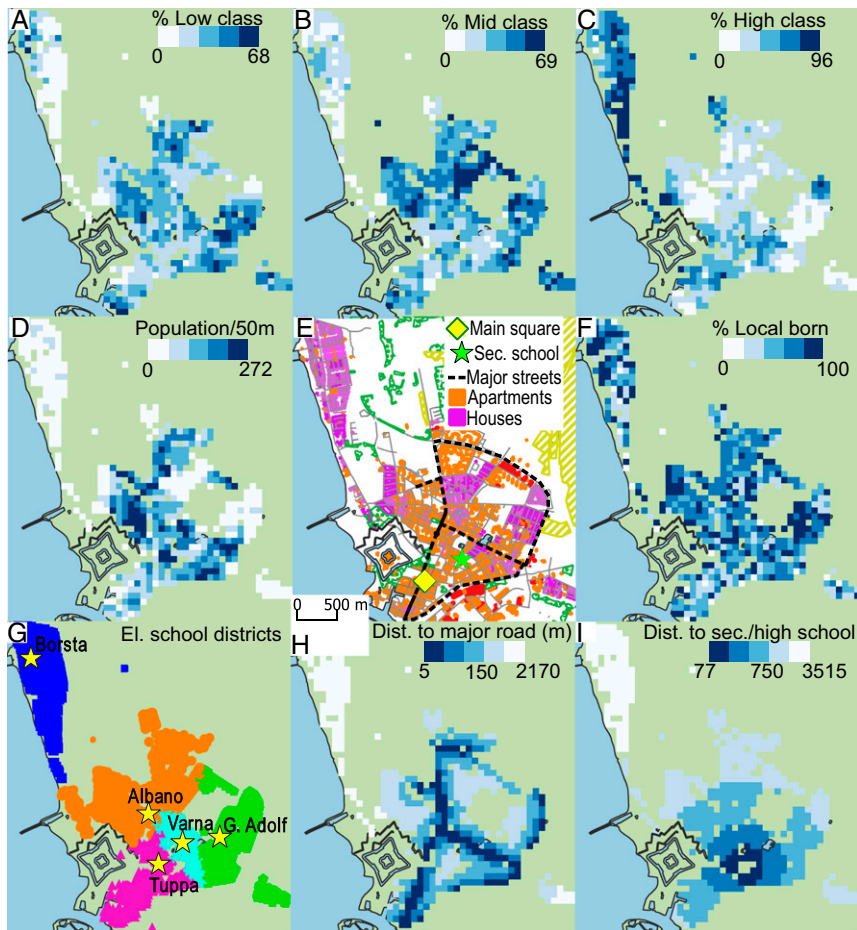 A
% Low class
0 68
B
% Mid class
0 69
C
% High class
0 96
D
Population/50m
0 272
E
Main square
Sec. school
Major streets
Apartments
Houses
0 500 m
F
% Local born
0 100
G
El. school districts
Borsta
Albano
Varna
G. Adolf
Tuppa
H
Dist. to major road (m)
5 150 2170
I
Dist. to sec./high school
77 750 3515